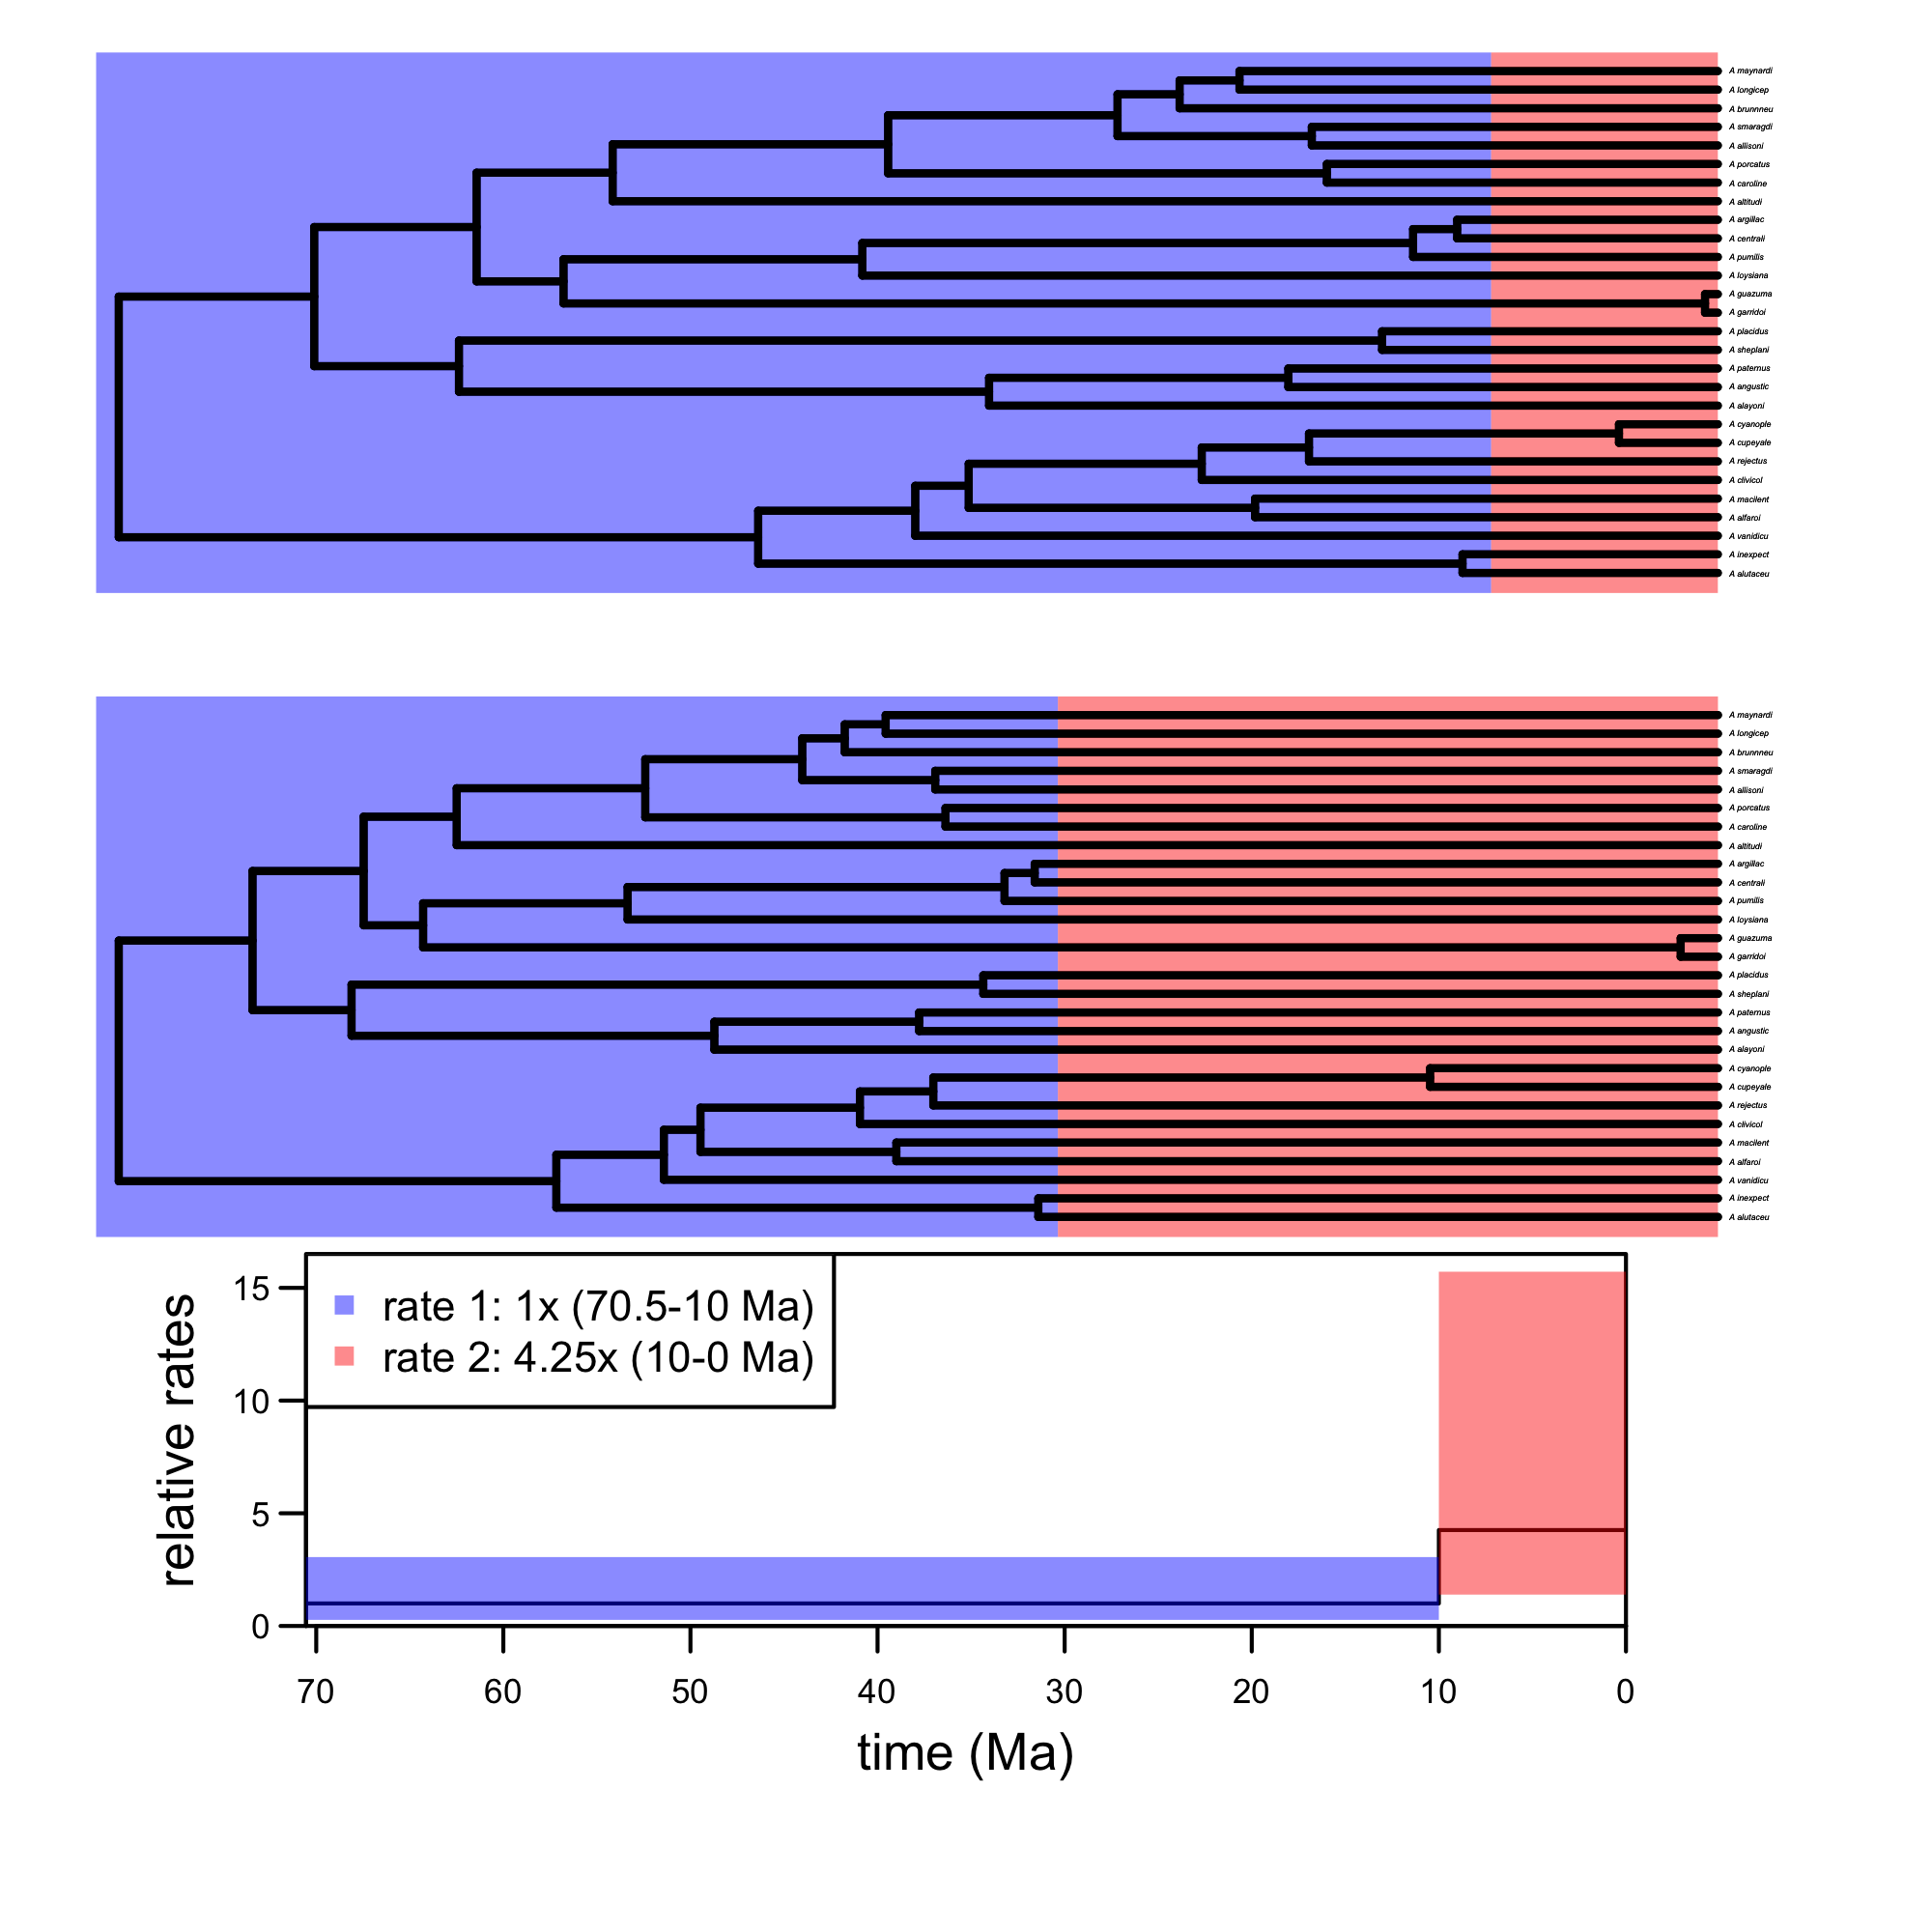 A maynardi
A longicep
A brunnneu
A smaragdi
A allisoni
A porcatus
A caroline
A altitudi
A argillac
A centrali
A pumilis
A loysiana
A guazuma
A garridoi
A placidus
A sheplani
A paternus
A angustic
A alayoni
A cyanople
A cupeyale
A rejectus
A clivicol
A macilent
A alfaroi
A vanidicu
A inexpect
A alutaceu
A maynardi
A longicep
A brunnneu
A smaragdi
A allisoni
A porcatus
A caroline
A altitudi
A argillac
A centrali
A pumilis
A loysiana
A guazuma
A garridoi
A placidus
A sheplani
A paternus
A angustic
A alayoni
A cyanople
A cupeyale
A rejectus
A clivicol
A macilent
A alfaroi
A vanidicu
A inexpect
A alutaceu
relative rates
15
10
5
0
rate 1: 1x (70.5-10 Ma)
rate 2: 4.25x (10-0 Ma)
70 60 50 40 30 20 10 0
time (Ma)